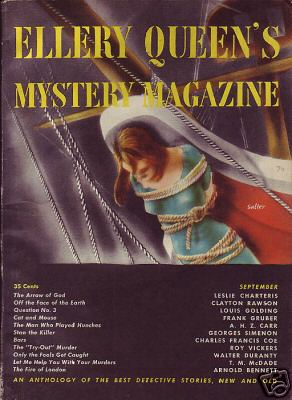 ELLERY QUEEN'S
MYSTERY MAGAZINE
79
salter
35 Cents
SEPTEMBER
The Arrow of God
LESLIE CHARTERIS
Off the Face of the Earth
CLAYTON RAWSON
Question No. 3
LOUIS GOLDING
Cat and Mouse
FRANK GRUBER
The Man Who Played Hunches
A. H. Z. CARR
Stan the Killer
GEORGES SIMENON
Bars
CHARLES FRANCIS COE
The "Try-Out" Murder
ROY VICKERS
Only the Fools Get Caught
WALTER DURANTY
Let Me Help You With Your Murders
T. M. McDADE
The Fire of London
ARNOLD BENNETT
AN ANTHOLOGY OF THE BEST DETECTIVE STORIES, NEW AND OLD